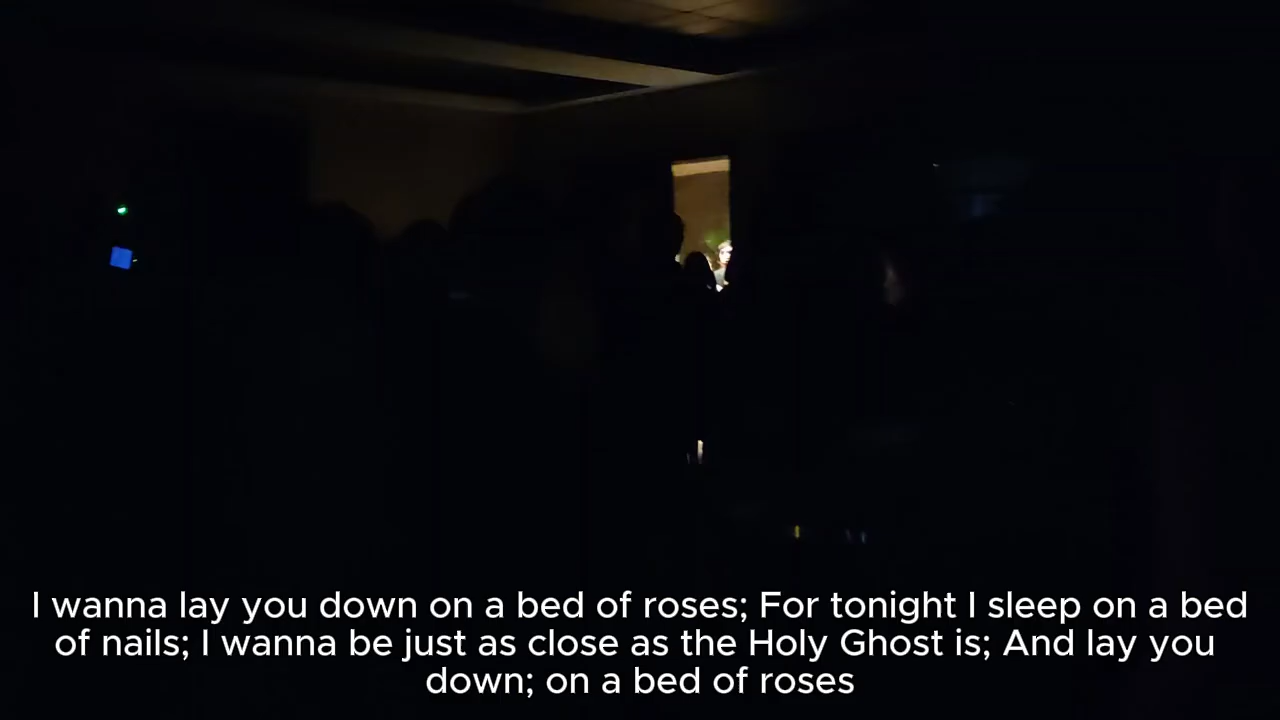 I wanna lay you down on a bed of roses; For tonight I sleep on a bed
of nails; I wanna be just as close as the Holy Ghost is; And lay you
down; on a bed of roses